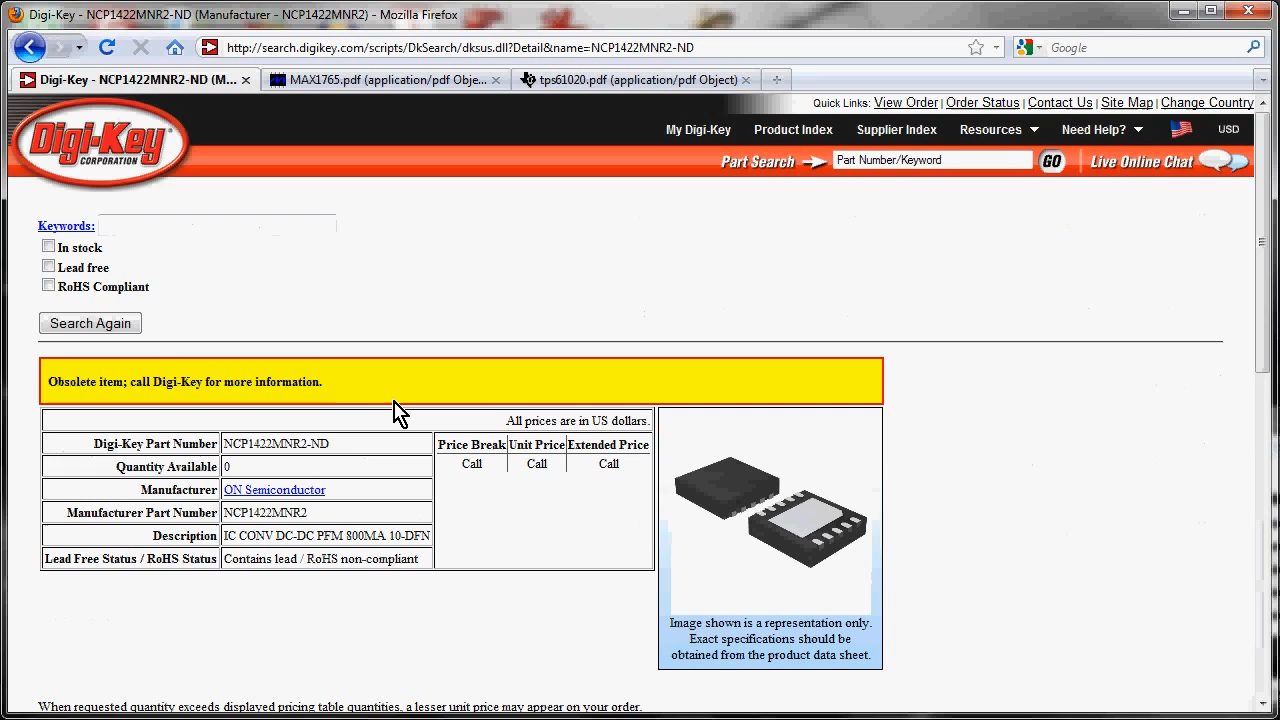 Digi-Key - NCP1422MNR2-ND (Manufacturer - NCP1422MNR2) - Mozilla Firefox
http://search.digikey.com/scripts/DkSearch/dksus.dll?Detail&name=NCP1422MNR2-ND
Google
Digi-Key - NCP1422MNR2-ND (M...
MAX1765.pdf (application/pdf Obje...
tps61020.pdf (application/pdf Object)
Quick Links: View Order | Order Status | Contact Us | Site Map | Change Country
Digi-Key
CORPORATION
My Digi-Key Product Index Supplier Index Resources Need Help? USD
Part Search Part Number/Keyword GO Live Online Chat
Keywords:
In stock
Lead free
RoHS Compliant
Search Again
Obsolete item; call Digi-Key for more information.
All prices are in US dollars.
Digi-Key Part Number NCP1422MNR2-ND
Price Break Unit Price Extended Price
Quantity Available 0
Call Call Call
Manufacturer ON Semiconductor
Manufacturer Part Number NCP1422MNR2
Description IC CONV DC-DC PFM 800MA 10-DFN
Lead Free Status / RoHS Status Contains lead / RoHS non-compliant
Image shown is a representation only.
Exact specifications should be
obtained from the product data sheet.
When requested quantity exceeds displayed pricing table quantities, a lesser unit price may appear on your order.